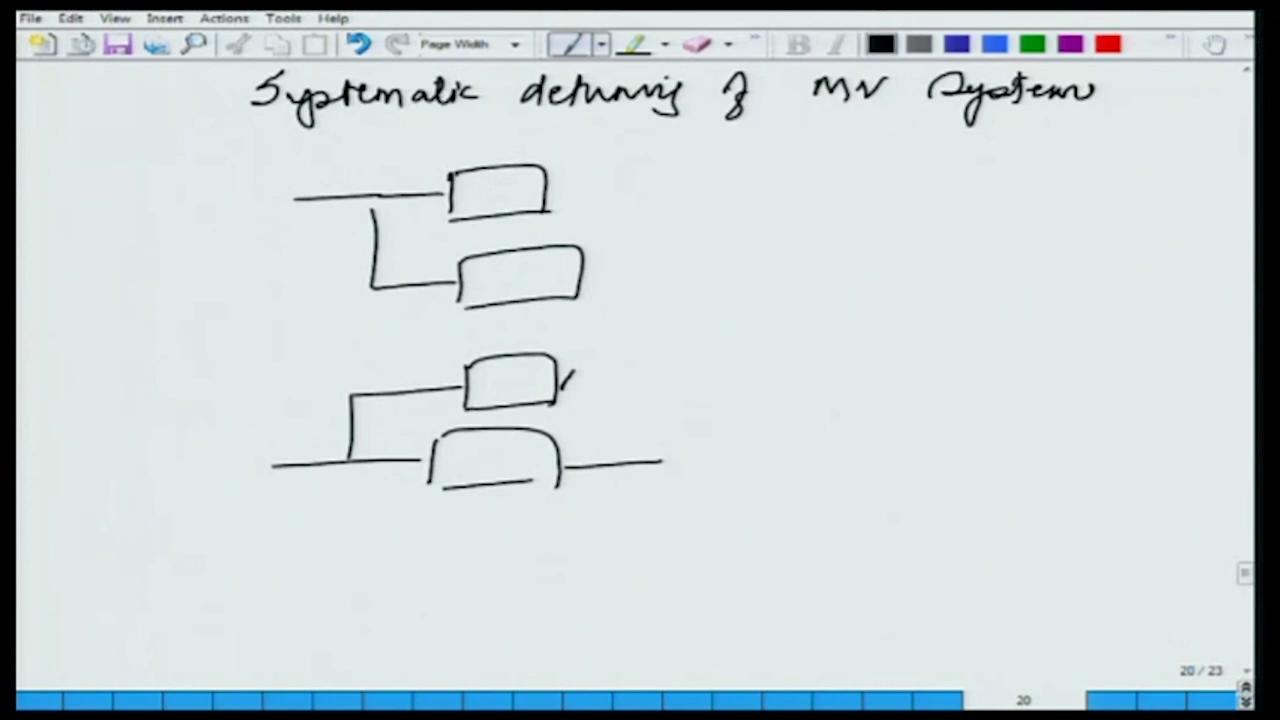 File Edit View Insert Actions Tools Help
Page Width
Systematic detuning of MV System
20 / 23
20